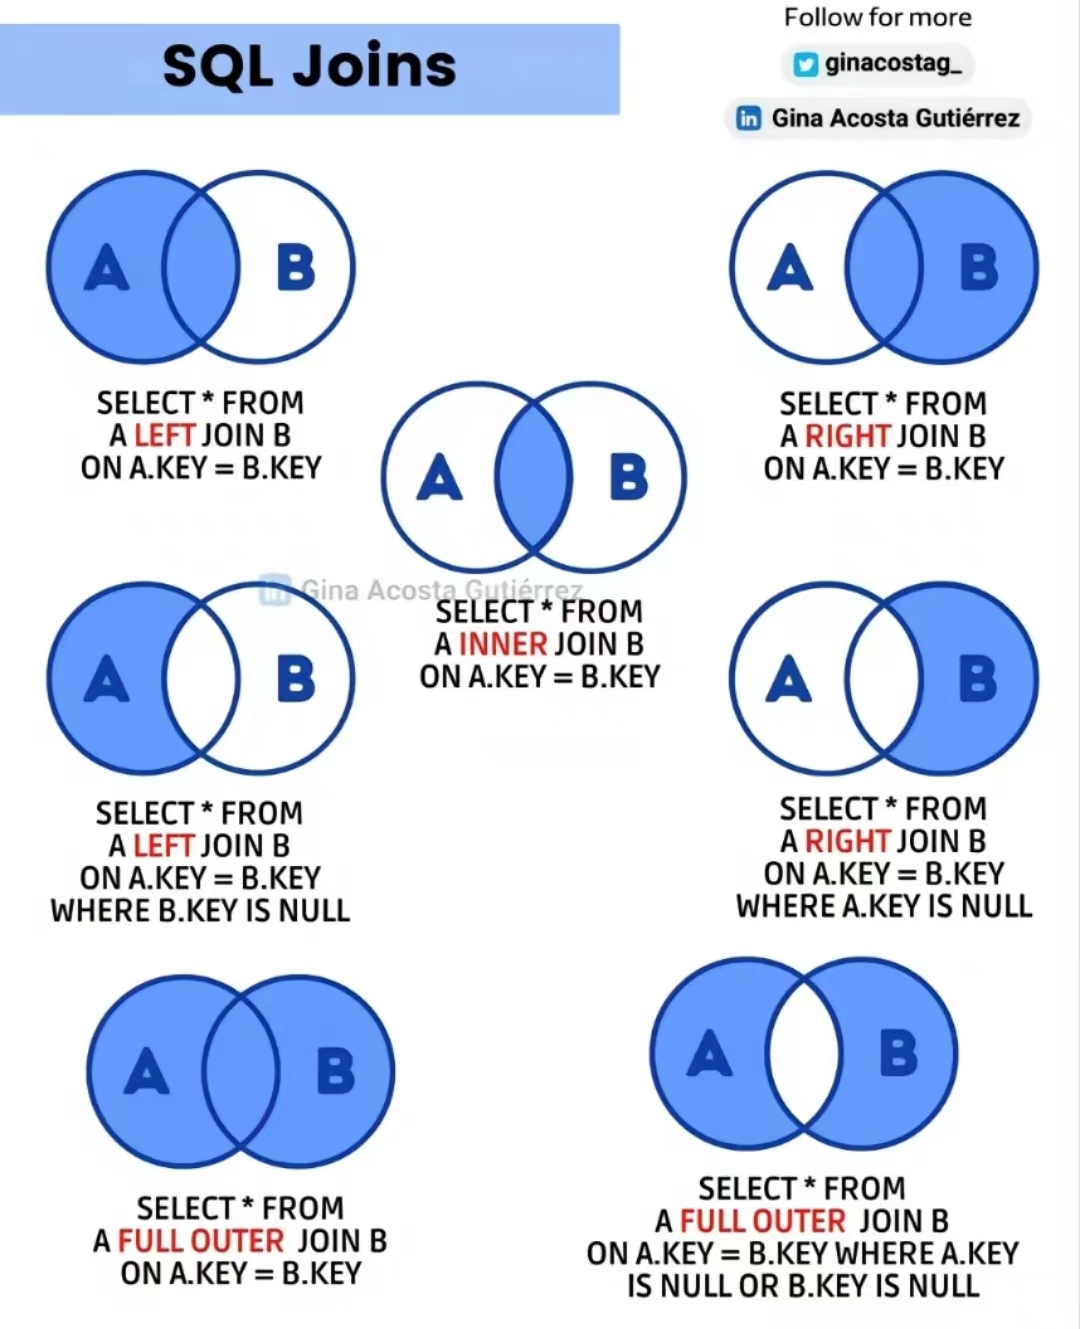 SQL Joins
Follow for more
ginacostag_
in Gina Acosta Gutiérrez
A B
SELECT * FROM
A LEFT JOIN B
ON A.KEY = B.KEY
A B
SELECT * FROM
A RIGHT JOIN B
ON A.KEY = B.KEY
A B
in Gina Acosta Gutiérrez
SELECT * FROM
A INNER JOIN B
ON A.KEY = B.KEY
A B
SELECT * FROM
A LEFT JOIN B
ON A.KEY = B.KEY
WHERE B.KEY IS NULL
A B
SELECT * FROM
A RIGHT JOIN B
ON A.KEY = B.KEY
WHERE A.KEY IS NULL
A B
SELECT * FROM
A FULL OUTER JOIN B
ON A.KEY = B.KEY
A B
SELECT * FROM
A FULL OUTER JOIN B
ON A.KEY = B.KEY WHERE A.KEY
IS NULL OR B.KEY IS NULL